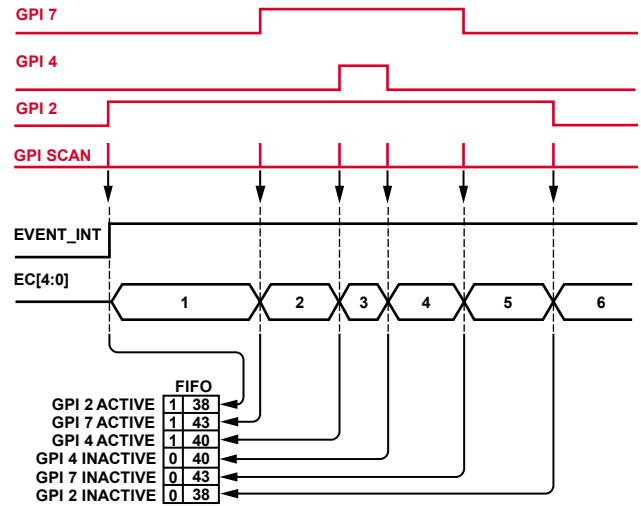 GPI 7
GPI 4
GPI 2
GPI SCAN
EVENT_INT
EC[4:0]
1 2 3 4 5 6
FIFO
GPI 2 ACTIVE 1 38
GPI 7 ACTIVE 1 43
GPI 4 ACTIVE 1 40
GPI 4 INACTIVE 0 40
GPI 7 INACTIVE 0 43
GPI 2 INACTIVE 0 38